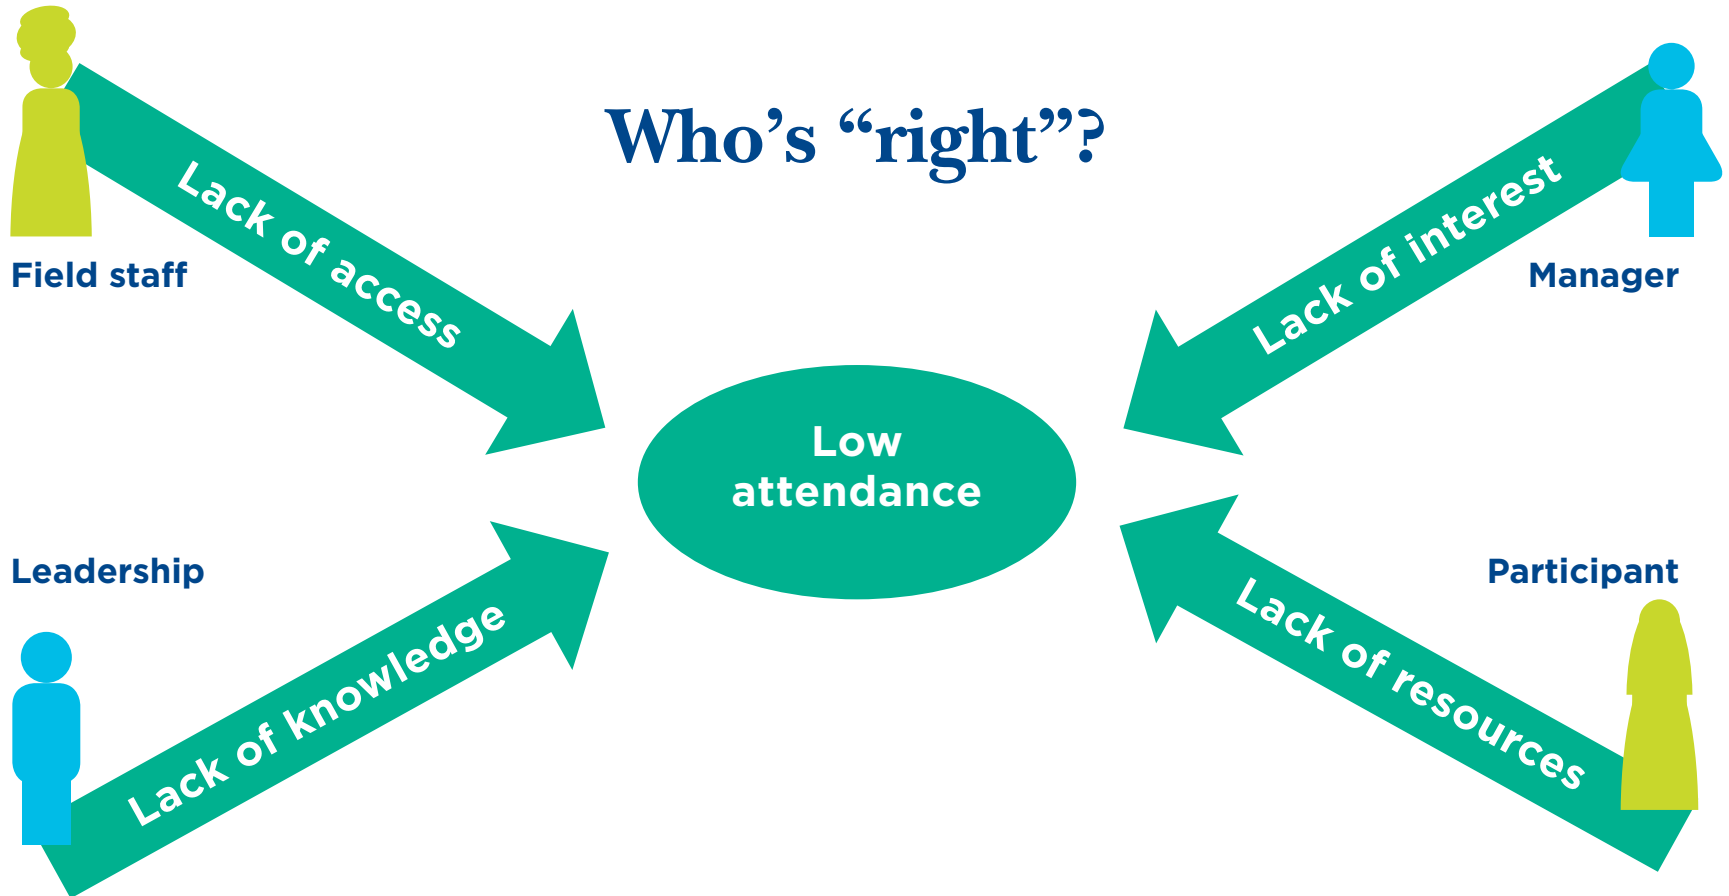 Who’s “right”?
Field staff
Lack of access
Manager
Lack of interest
Low
attendance
Leadership
Lack of knowledge
Participant
Lack of resources